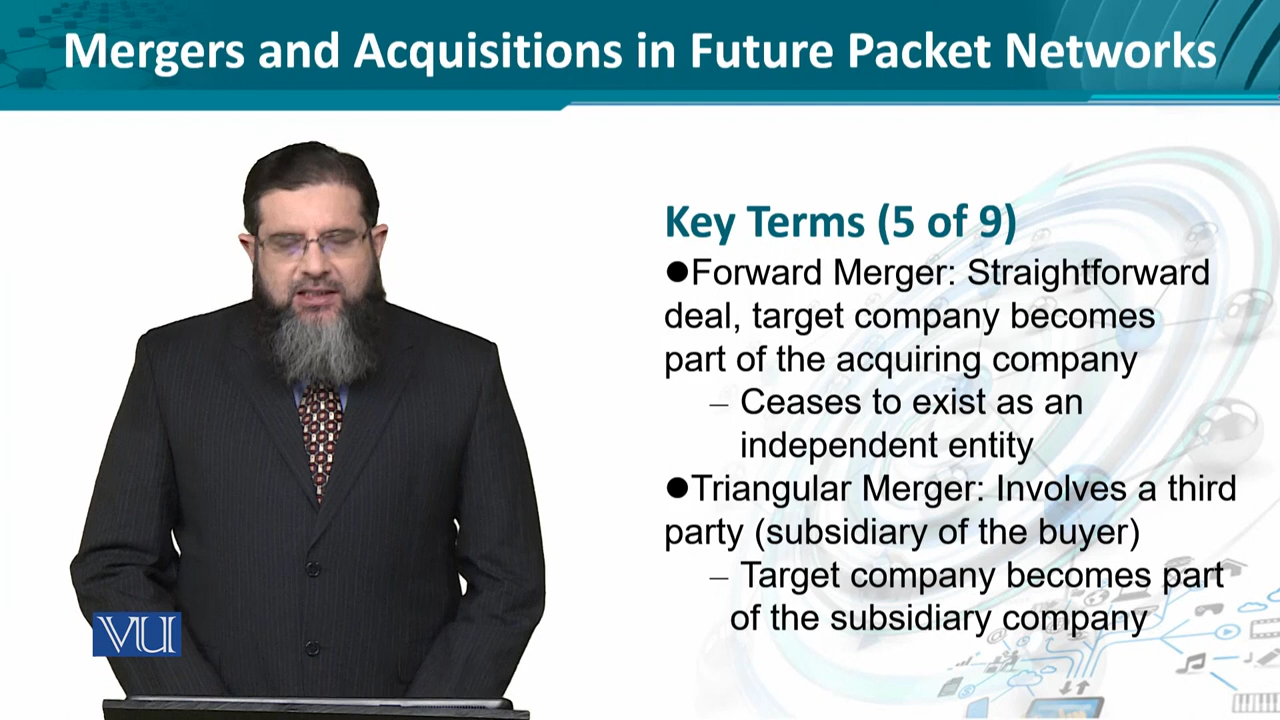 Mergers and Acquisitions in Future Packet Networks
Key Terms (5 of 9)
●Forward Merger: Straightforward
deal, target company becomes
part of the acquiring company
– Ceases to exist as an
independent entity
●Triangular Merger: Involves a third
party (subsidiary of the buyer)
– Target company becomes part
of the subsidiary company
VU